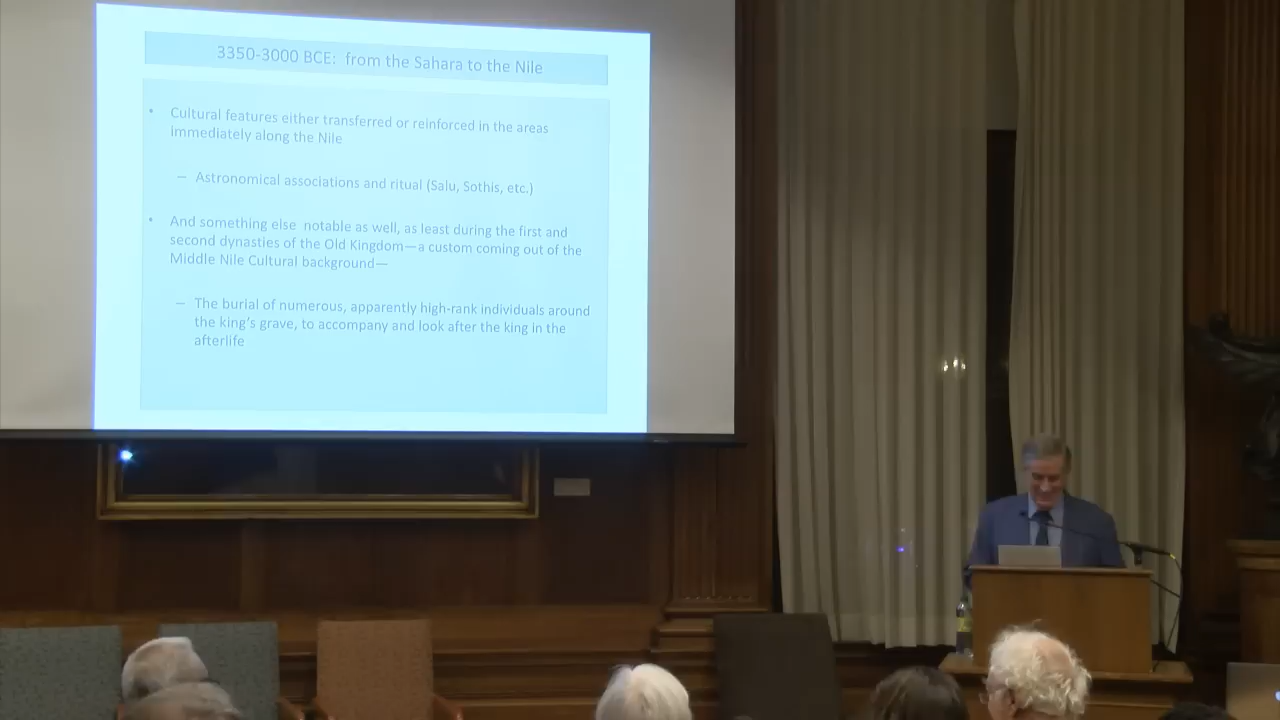 3350-3000 BCE:  from the Sahara to the Nile
• Cultural features either transferred or reinforced in the areas
immediately along the Nile
– Astronomical associations and ritual (Salu, Sothis, etc.)
• And something else  notable as well, as least during the first and
second dynasties of the Old Kingdom—a custom coming out of the
Middle Nile Cultural background—
– The burial of numerous, apparently high-rank individuals around
the king's grave, to accompany and look after the king in the
afterlife